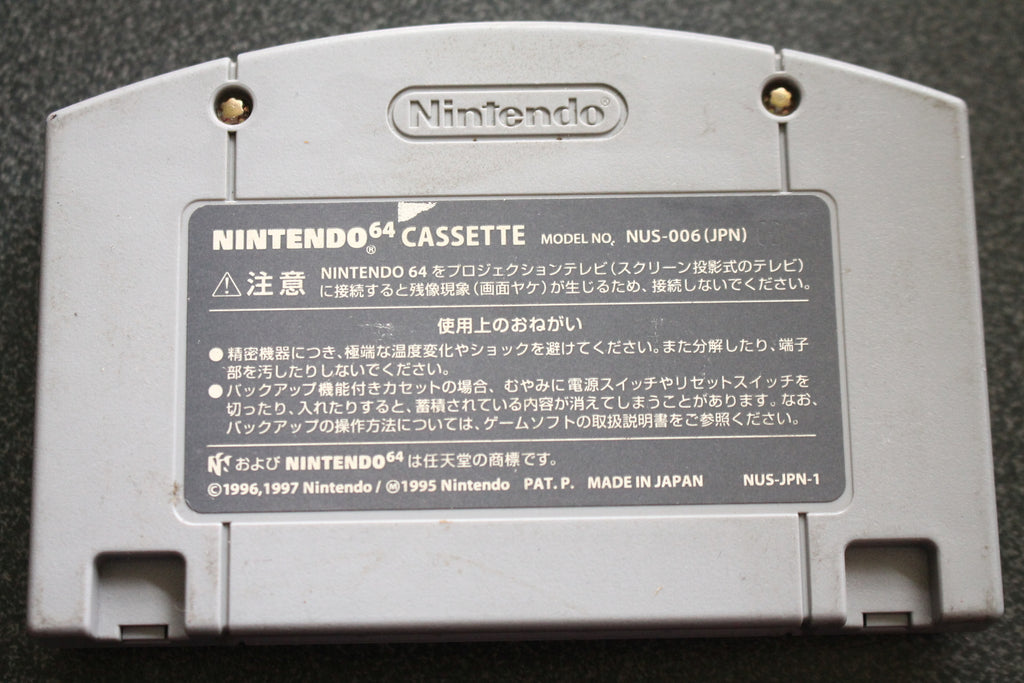 Nintendo®
NINTENDO®64 CASSETTE MODEL NO. NUS-006(JPN)
⚠注意 NINTENDO 64をプロジェクションテレビ(スクリーン投影式のテレビ)
に接続すると残像現象(画面ヤケ)が生じるため、接続しないでください。
使用上のおねがい
●精密機器につき、極端な温度変化やショックを避けてください。また分解したり、端子
部を汚したりしないでください。
●バックアップ機能付きカセットの場合、むやみに電源スイッチやリセットスイッチを
切ったり、入れたりすると、蓄積されている内容が消えてしまうことがあります。なお、
バックアップの操作方法については、ゲームソフトの取扱説明書をご参照ください。
および NINTENDO64は任天堂の商標です。
©1996,1997 Nintendo / Ⓜ1995 Nintendo PAT. P. MADE IN JAPAN NUS-JPN-1